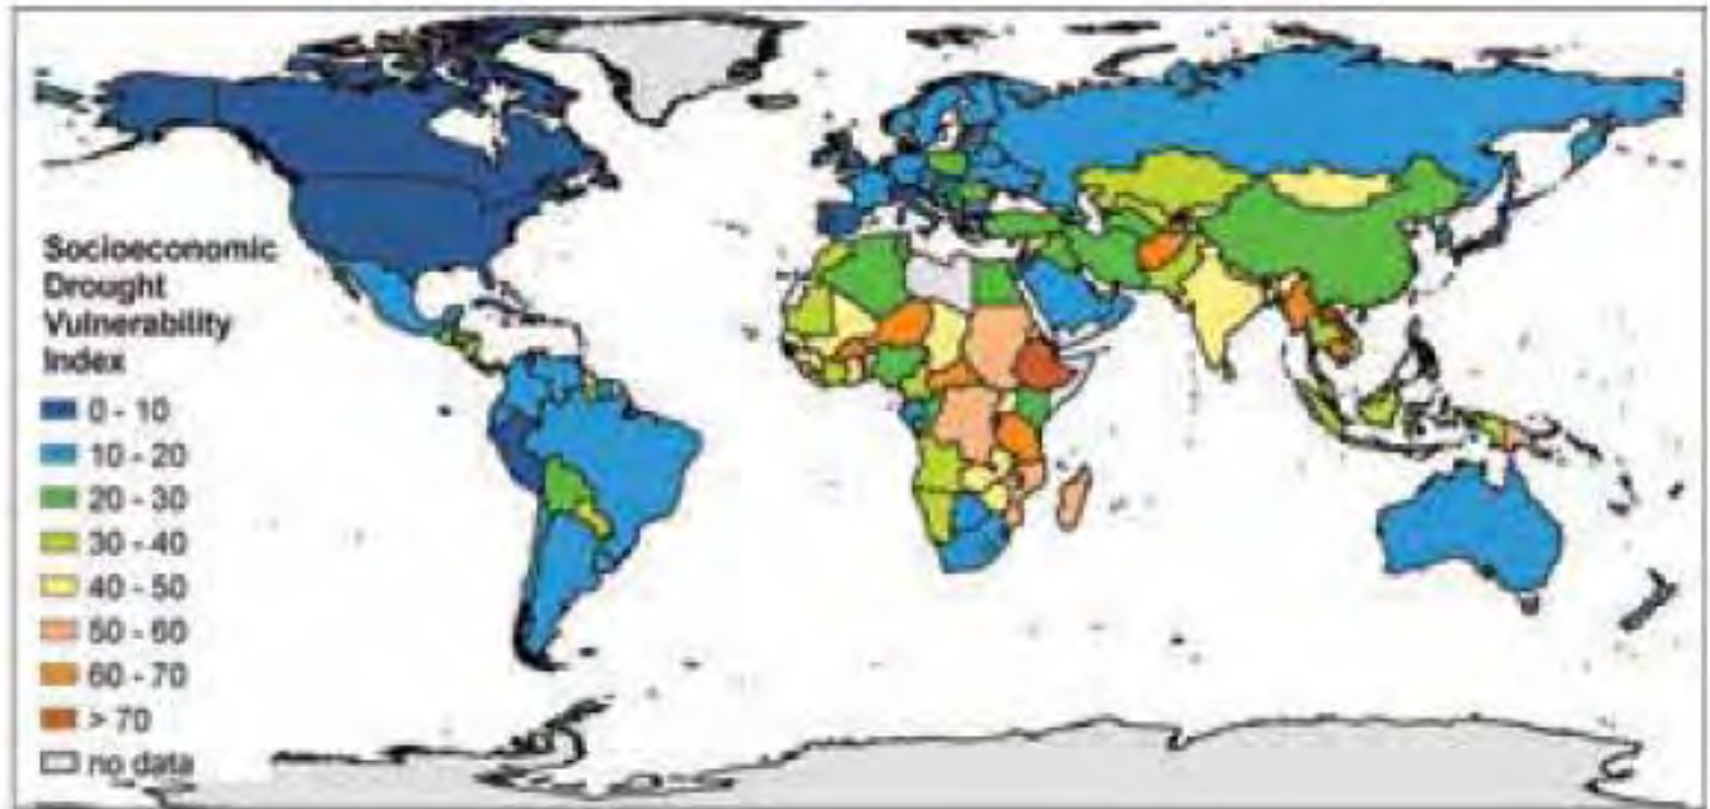 Socioeconomic
Drought
Vulnerability
Index
0 - 10
10 - 20
20 - 30
30 - 40
40 - 50
50 - 60
60 - 70
> 70
no data